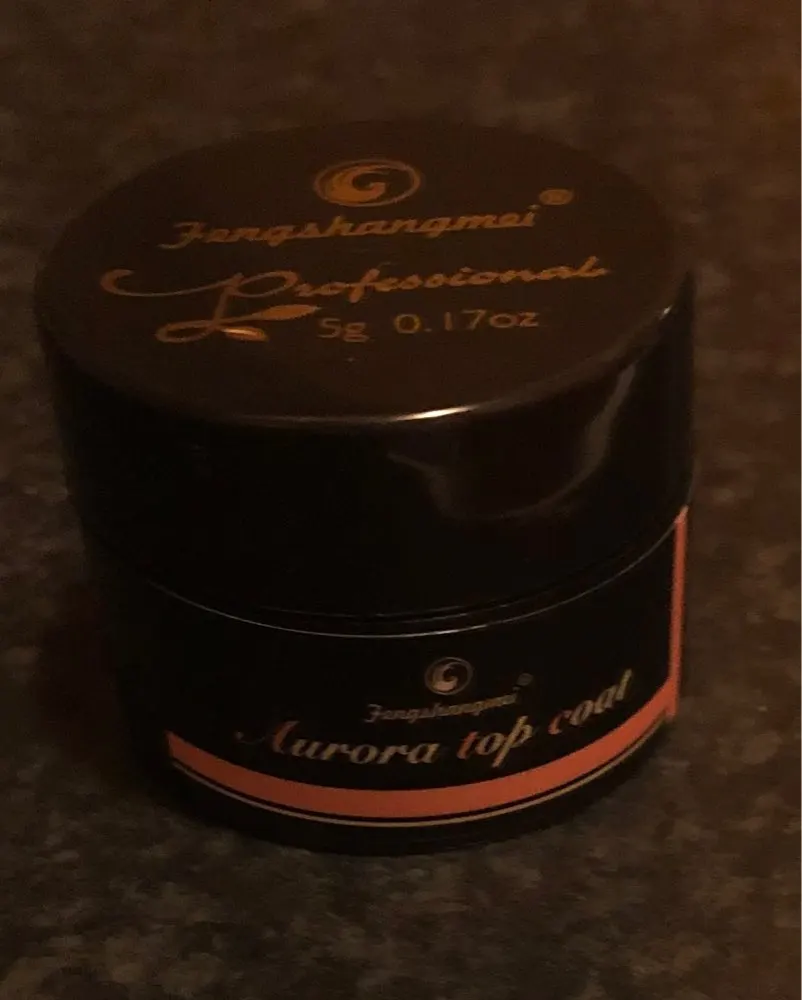 Fengshangmei®
Professional
5g 0.17oz
Fengshangmei®
Aurora top coat